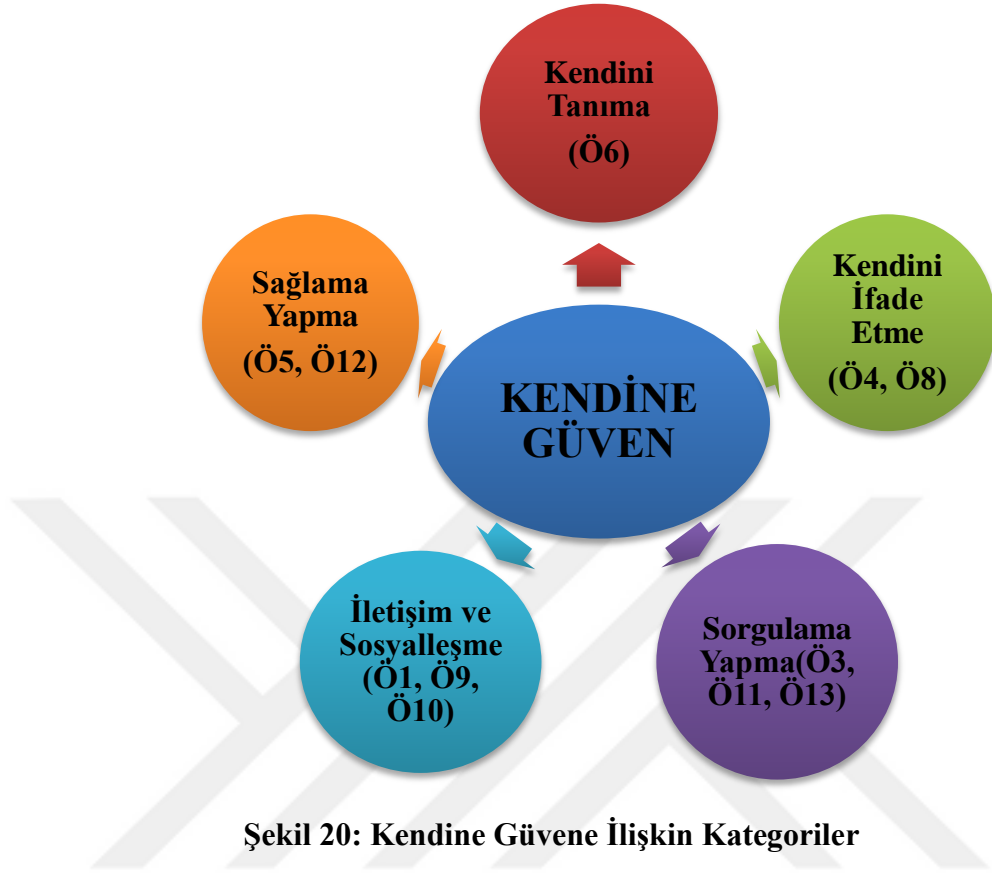 Kendini
Tanıma
(Ö6)
Kendini
İfade
Etme
(Ö4, Ö8)
Sorgulama
Yapma(Ö3,
Ö11, Ö13)
İletişim ve
Sosyalleşme
(Ö1, Ö9,
Ö10)
Sağlama
Yapma
(Ö5, Ö12)
KENDİNE
GÜVEN
Şekil 20: Kendine Güvene İlişkin Kategoriler